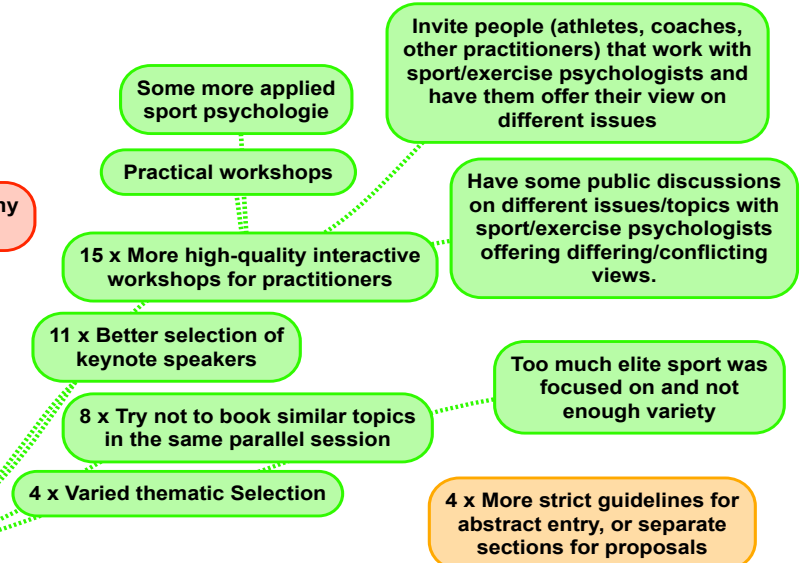 Invite people (athletes, coaches,
other practitioners) that work with
sport/exercise psychologists and
have them offer their view on
different issues
Some more applied
sport psychologie
Practical workshops
Have some public discussions
on different issues/topics with
sport/exercise psychologists
offering differing/conflicting
views.
15 x More high-quality interactive
workshops for practitioners
11 x Better selection of
keynote speakers
Too much elite sport was
focused on and not
enough variety
8 x Try not to book similar topics
in the same parallel session
4 x Varied thematic Selection
4 x More strict guidelines for
abstract entry, or separate
sections for proposals